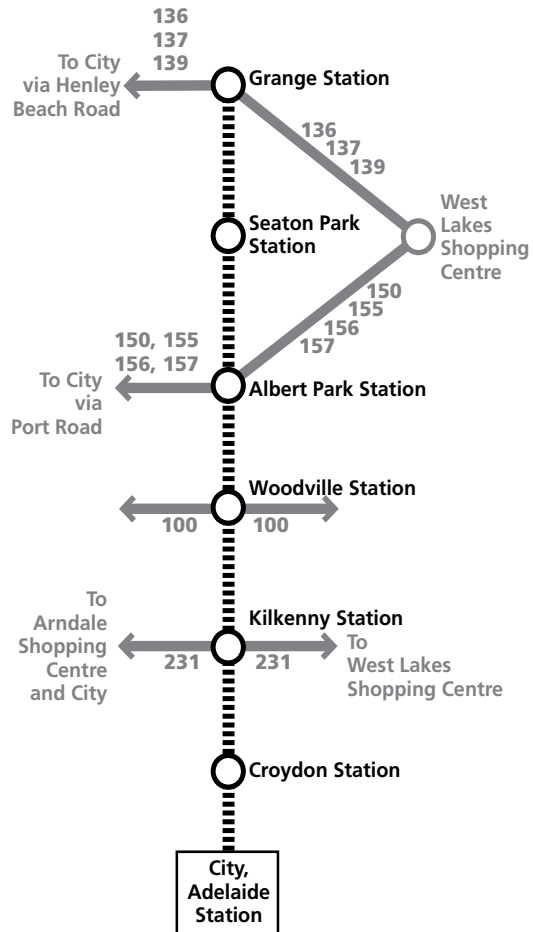 136
137
139
To City
via Henley
Beach Road
Grange Station
136
137
139
West
Lakes
Shopping
Centre
Seaton Park
Station
150
155
156
157
150, 155
156, 157
To City
via
Port Road
Albert Park Station
Woodville Station
100
100
Kilkenny Station
To
Arndale
Shopping
Centre
and City
231
231
To
West Lakes
Shopping Centre
Croydon Station
City,
Adelaide
Station